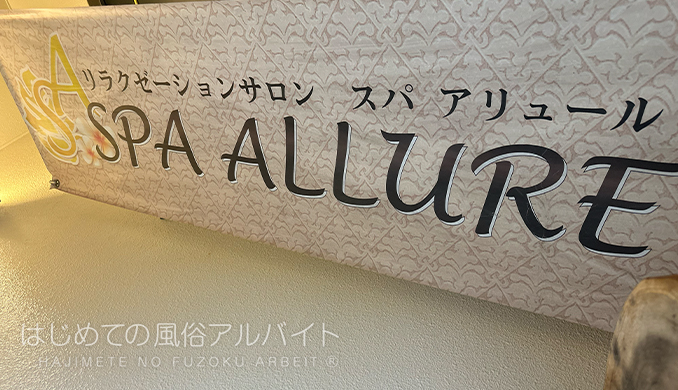 リラクゼーションサロン　スパ アリュール
SPA ALLURE
はじめての風俗アルバイト
HAJIMETE NO FUZOKU ARBEIT ®